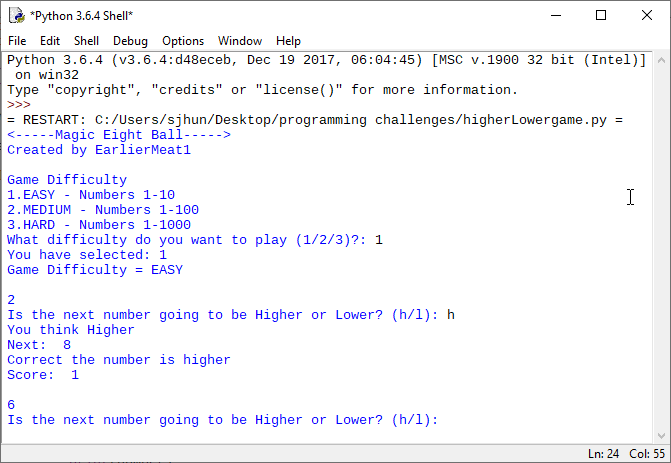 *Python 3.6.4 Shell*
File Edit Shell Debug Options Window Help
Python 3.6.4 (v3.6.4:d48eceb, Dec 19 2017, 06:04:45) [MSC v.1900 32 bit (Intel)]
on win32
Type "copyright", "credits" or "license()" for more information.
>>>
= RESTART: C:/Users/sjhun/Desktop/programming challenges/higherLowergame.py =
<-----Magic Eight Ball----->
Created by EarlierMeat1
Game Difficulty
1.EASY - Numbers 1-10
2.MEDIUM - Numbers 1-100
3.HARD - Numbers 1-1000
What difficulty do you want to play (1/2/3)?: 1
You have selected: 1
Game Difficulty = EASY
2
Is the next number going to be Higher or Lower? (h/l): h
You think Higher
Next:  8
Correct the number is higher
Score:  1
6
Is the next number going to be Higher or Lower? (h/l):
Ln: 24 Col: 55